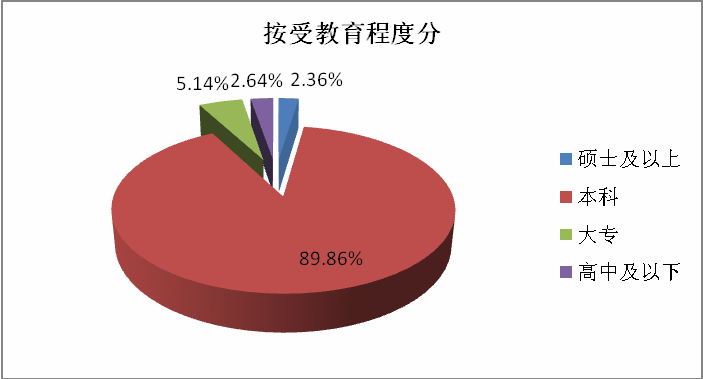 按受教育程度分
5.14%
2.64%
2.36%
89.86%
硕士及以上
本科
大专
高中及以下